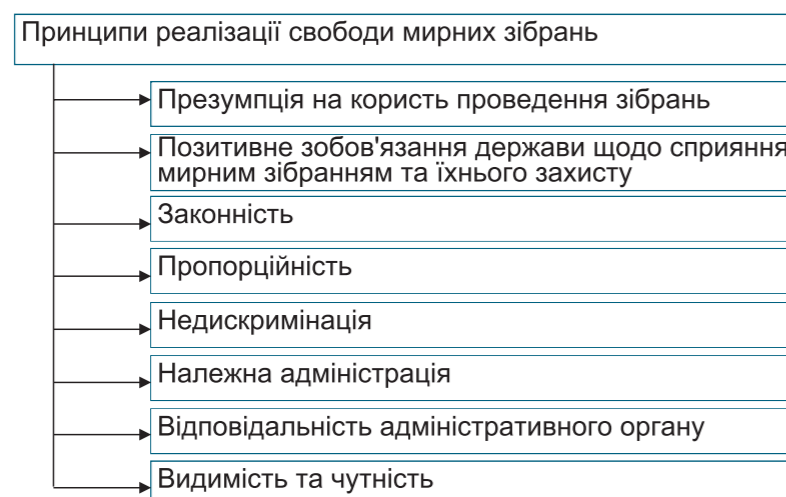 Принципи реалізації свободи мирних зібрань
Презумпція на користь проведення зібрань
Позитивне зобов'язання держави щодо сприяння
мирним зібранням та їхнього захисту
Законність
Пропорційність
Недискримінація
Належна адміністрація
Відповідальність адміністративного органу
Видимість та чутність